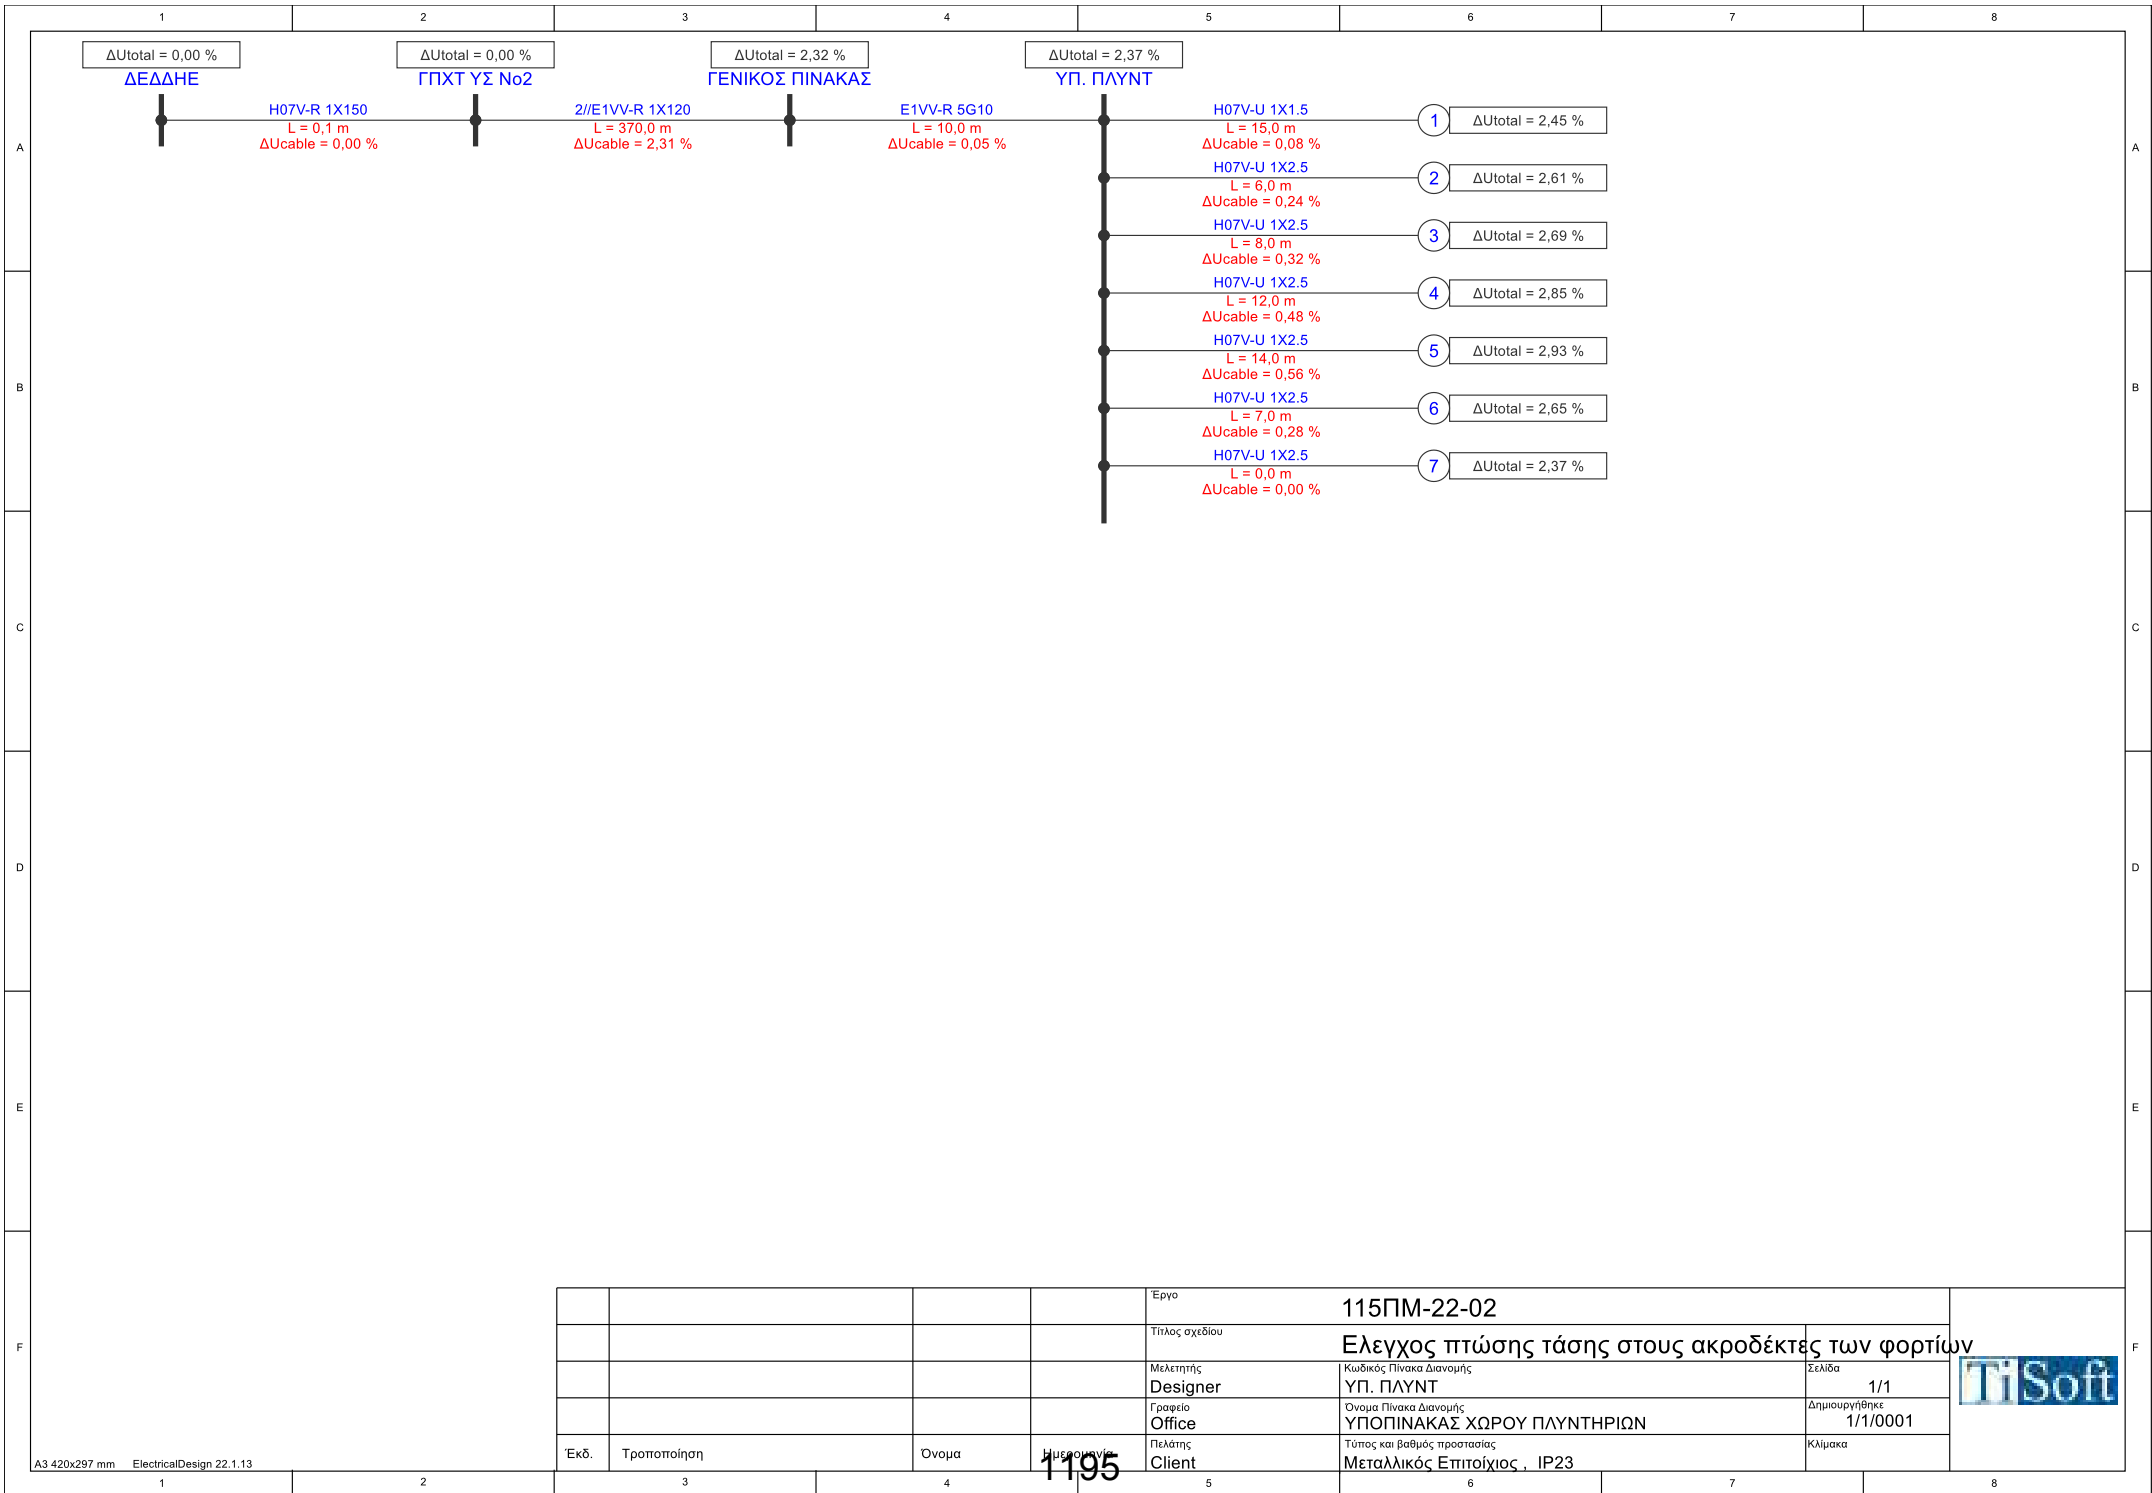 1 2 3 4 5 6 7 8
ΔUtotal = 0,00 % ΔUtotal = 0,00 % ΔUtotal = 2,32 % ΔUtotal = 2,37 %
ΔΕΔΔΗΕ ΓΠΧΤ ΥΣ Νο2 ΓΕΝΙΚΟΣ ΠΙΝΑΚΑΣ ΥΠ. ΠΛΥΝΤ
H07V-R 1X150 2//E1VV-R 1X120 E1VV-R 5G10 H07V-U 1X1.5
1 ΔUtotal = 2,45 %
L = 0,1 m L = 370,0 m L = 10,0 m L = 15,0 m
ΔUcable = 0,00 % ΔUcable = 2,31 % ΔUcable = 0,05 % ΔUcable = 0,08 %
A A
H07V-U 1X2.5
2 ΔUtotal = 2,61 %
L = 6,0 m
ΔUcable = 0,24 %
H07V-U 1X2.5
3 ΔUtotal = 2,69 %
L = 8,0 m
ΔUcable = 0,32 %
H07V-U 1X2.5
4 ΔUtotal = 2,85 %
L = 12,0 m
ΔUcable = 0,48 %
H07V-U 1X2.5
5 ΔUtotal = 2,93 %
L = 14,0 m
ΔUcable = 0,56 %
B B
H07V-U 1X2.5
6 ΔUtotal = 2,65 %
L = 7,0 m
ΔUcable = 0,28 %
H07V-U 1X2.5
7 ΔUtotal = 2,37 %
L = 0,0 m
ΔUcable = 0,00 %
C C
D D
E E
F F
Έργο
115ΠΜ-22-02
Τίτλος σχεδίου
Ελεγχος πτώσης τάσης στους ακροδέκτες των φορτίων
Μελετητής Κωδικός Πίνακα Διανομής Σελίδα
Designer ΥΠ. ΠΛΥΝΤ 1/1
Γραφείο Όνομα Πίνακα Διανομής Δημιουργήθηκε
Office ΥΠΟΠΙΝΑΚΑΣ ΧΩΡΟΥ ΠΛΥΝΤΗΡΙΩΝ 1/1/0001
Πελάτης Τύπος και βαθμός προστασίας Κλίμακα
Client Μεταλλικός Επιτοίχιος , IP23
TiSoft
Έκδ. Τροποποίηση Όνομα Ημερομηνία
1195
A3 420x297 mm ElectricalDesign 22.1.13
1 2 3 4 5 6 7 8